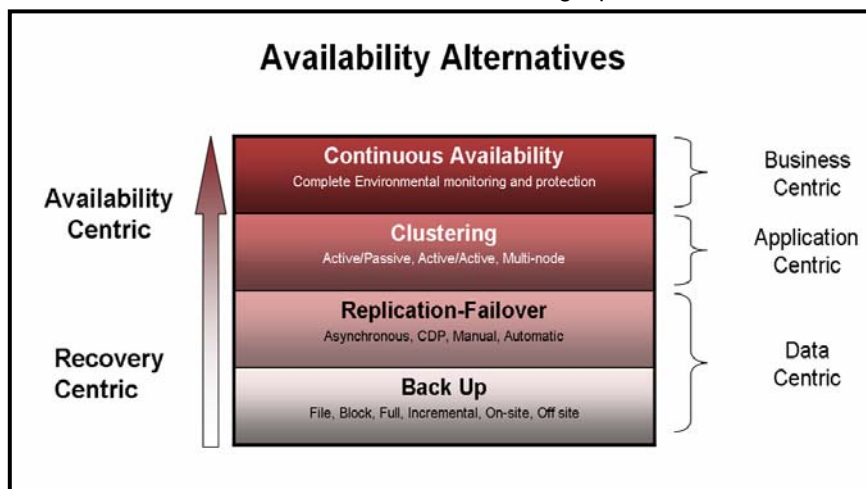 Availability Alternatives
Continuous Availability
Complete Environmental monitoring and protection
Clustering
Active/Passive, Active/Active, Multi-node
Replication-Failover
Asynchronous, CDP, Manual, Automatic
Back Up
File, Block, Full, Incremental, On-site, Off site
Availability
Centric
Recovery
Centric
Business
Centric
Application
Centric
Data
Centric